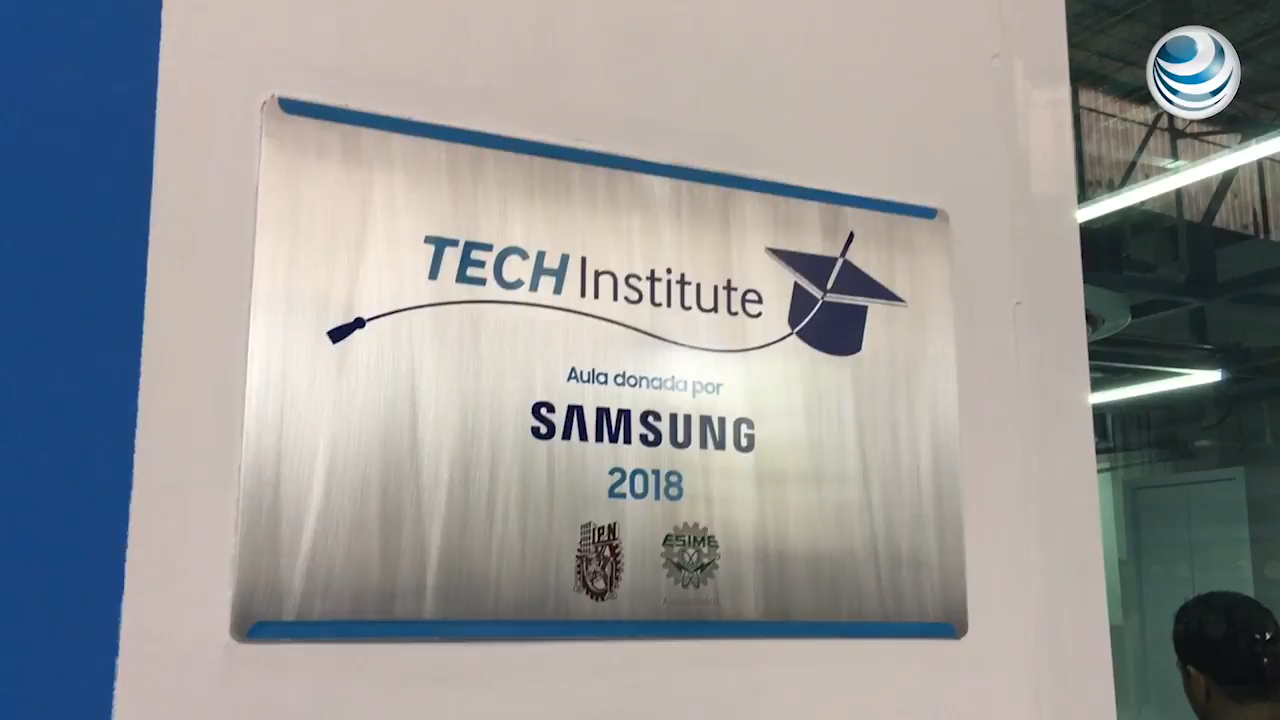 TECH Institute
Aula donada por
SAMSUNG
2018
IPN
ESIME